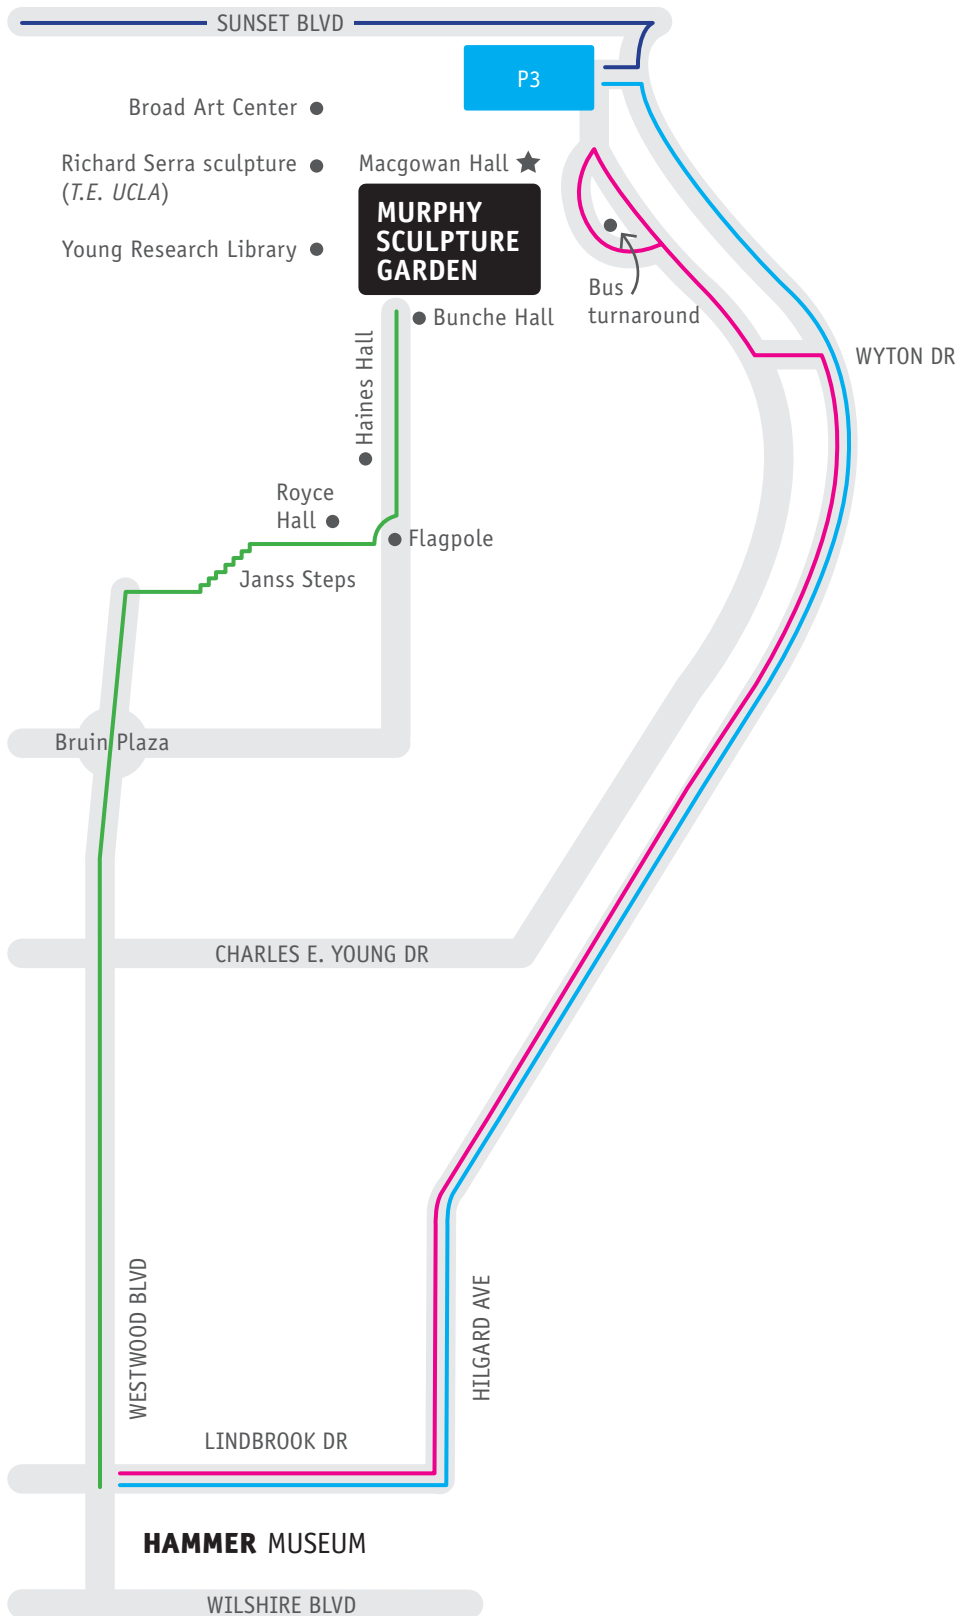 SUNSET BLVD
P3
Broad Art Center
Richard Serra sculpture
(T.E. UCLA)
Macgowan Hall
MURPHY
SCULPTURE
GARDEN
Young Research Library
Bus
turnaround
Bunche Hall
WYTON DR
Haines Hall
Royce
Hall
Flagpole
Janss Steps
Bruin Plaza
CHARLES E. YOUNG DR
WESTWOOD BLVD
HILGARD AVE
LINDBROOK DR
HAMMER MUSEUM
WILSHIRE BLVD